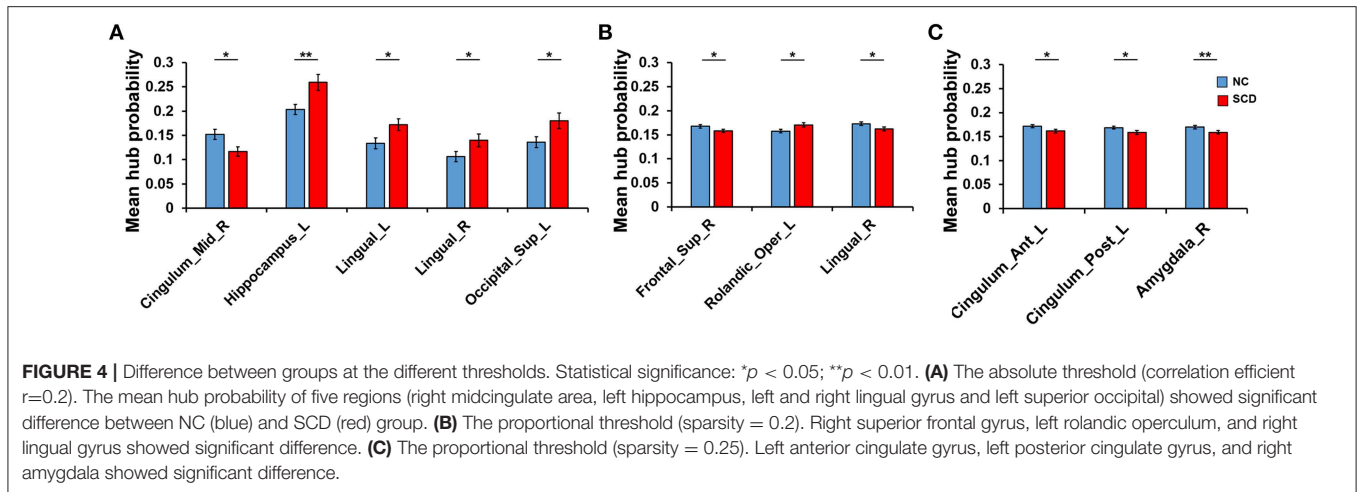 A
Mean hub probability
0.3
0.25
0.2
0.15
0.1
0.05
0
* ** * * *
Cingulum_Mid_R
Hippocampus_L
Lingual_L
Lingual_R
Occipital_Sup_L
B
Mean hub probability
0.3
0.25
0.2
0.15
0.1
0.05
0
* * *
Frontal_Sup_R
Rolandic_Oper_L
Lingual_R
C
Mean hub probability
0.3
0.25
0.2
0.15
0.1
0.05
0
* * **
NC
SCD
Cingulum_Ant_L
Cingulum_Post_L
Amygdala_R
FIGURE 4 | Difference between groups at the different thresholds. Statistical significance: *p < 0.05; **p < 0.01. (A) The absolute threshold (correlation efficient
r=0.2). The mean hub probability of five regions (right midcingulate area, left hippocampus, left and right lingual gyrus and left superior occipital) showed significant
difference between NC (blue) and SCD (red) group. (B) The proportional threshold (sparsity = 0.2). Right superior frontal gyrus, left rolandic operculum, and right
lingual gyrus showed significant difference. (C) The proportional threshold (sparsity = 0.25). Left anterior cingulate gyrus, left posterior cingulate gyrus, and right
amygdala showed significant difference.